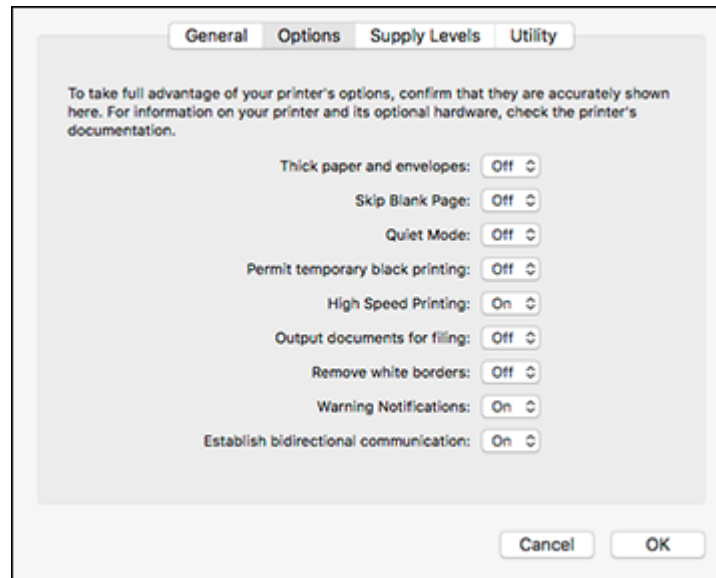 General Options Supply Levels Utility
To take full advantage of your printer's options, confirm that they are accurately shown
here. For information on your printer and its optional hardware, check the printer's
documentation.
Thick paper and envelopes: Off
Skip Blank Page: Off
Quiet Mode: Off
Permit temporary black printing: Off
High Speed Printing: On
Output documents for filing: Off
Remove white borders: Off
Warning Notifications: On
Establish bidirectional communication: On
Cancel OK